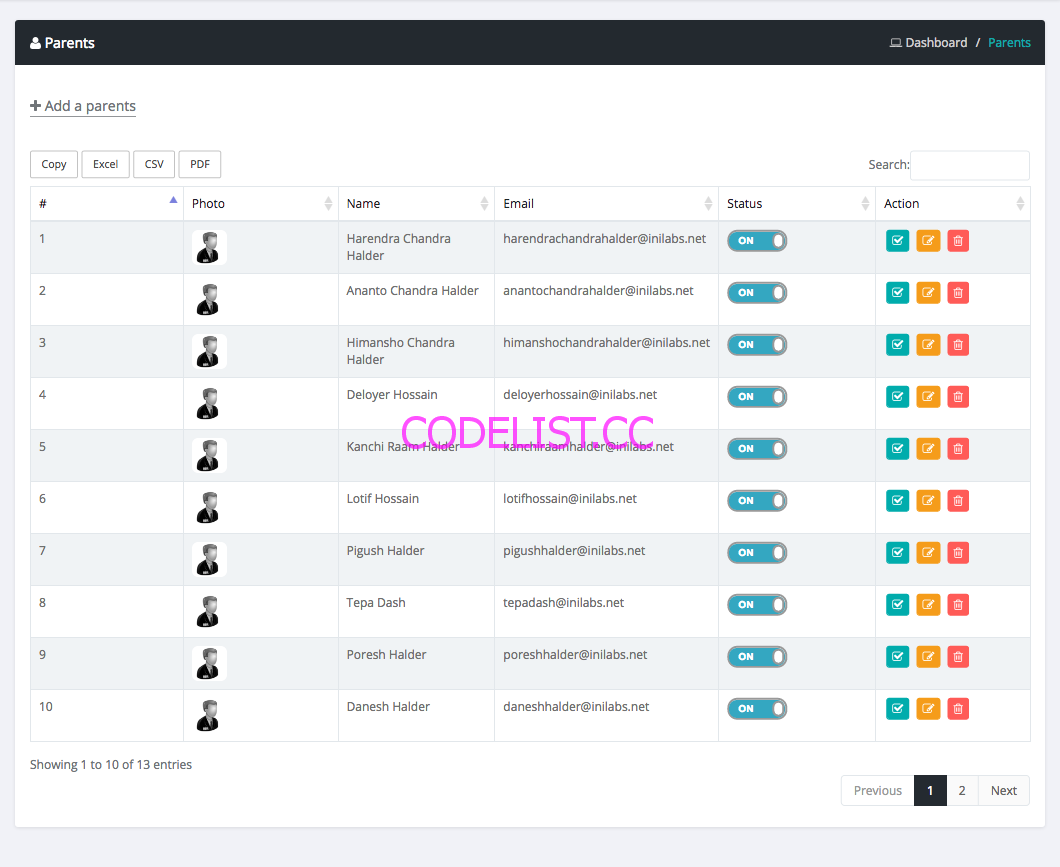 Parents
Dashboard / Parents
Add a parents
Copy Excel CSV PDF
Search:
# Photo Name Email Status Action
1 Harendra Chandra Halder harendrachandrahalder@inilabs.net ON
2 Ananto Chandra Halder anantochandrahalder@inilabs.net ON
3 Himansho Chandra Halder himanshochandrahalder@inilabs.net ON
4 Deloyer Hossain deloyerhossain@inilabs.net ON
CODELIST.CC
5 Kanchi Raam Halder kanchiraamhalder@inilabs.net ON
6 Lotif Hossain lotifhossain@inilabs.net ON
7 Pigush Halder pigushhalder@inilabs.net ON
8 Tepa Dash tepadash@inilabs.net ON
9 Poresh Halder poreshhalder@inilabs.net ON
10 Danesh Halder daneshhalder@inilabs.net ON
Showing 1 to 10 of 13 entries
Previous 1 2 Next